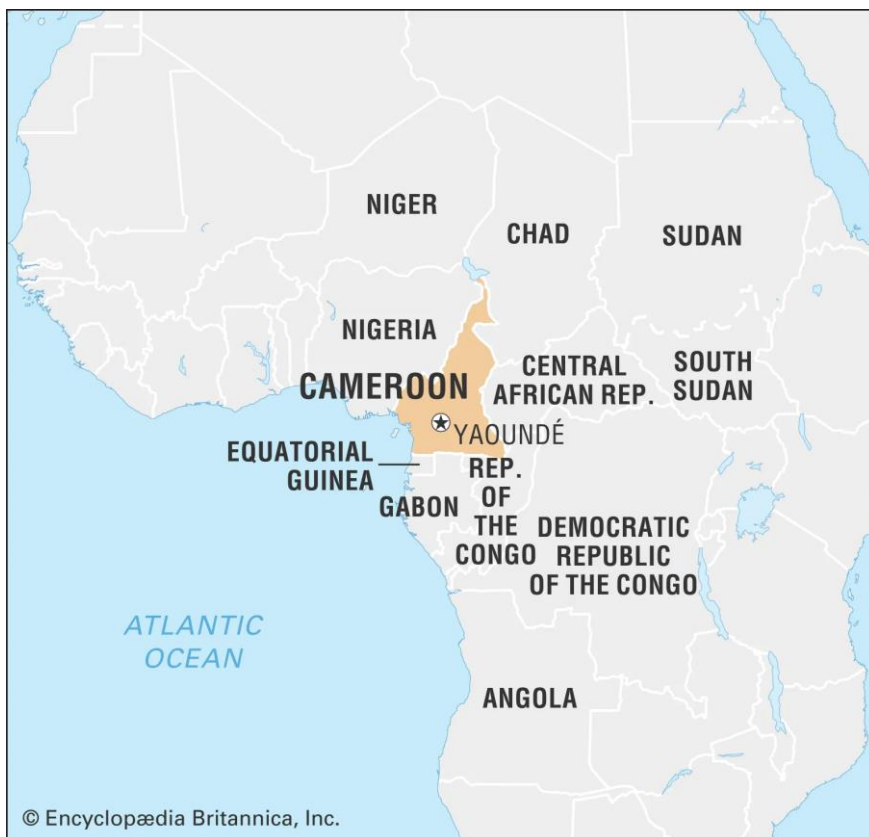 NIGER
CHAD
SUDAN
NIGERIA
CENTRAL
AFRICAN REP.
SOUTH
SUDAN
CAMEROON
YAOUNDÉ
EQUATORIAL
GUINEA
GABON
REP.
OF
THE
CONGO
DEMOCRATIC
REPUBLIC
OF THE CONGO
ATLANTIC
OCEAN
ANGOLA
© Encyclopædia Britannica, Inc.